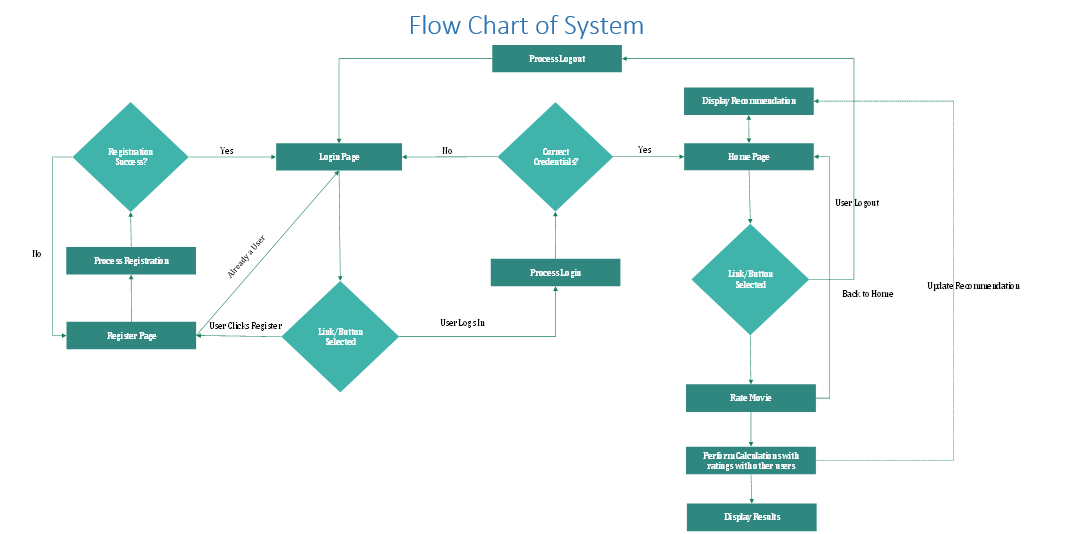 Flow Chart of System
Process Logout
Display Recommendation
Registration
Success?
Yes
Login Page
No
Correct
Credentials?
Yes
Home Page
User Logout
No
Already a User
Process Registration
Process Login
Link/Button
Selected
Back to Home
Update Recommendation
Register Page
User Clicks Register
Link/Button
Selected
User Logs In
Rate Movie
Perform Calculations with
ratings with other users
Display Results